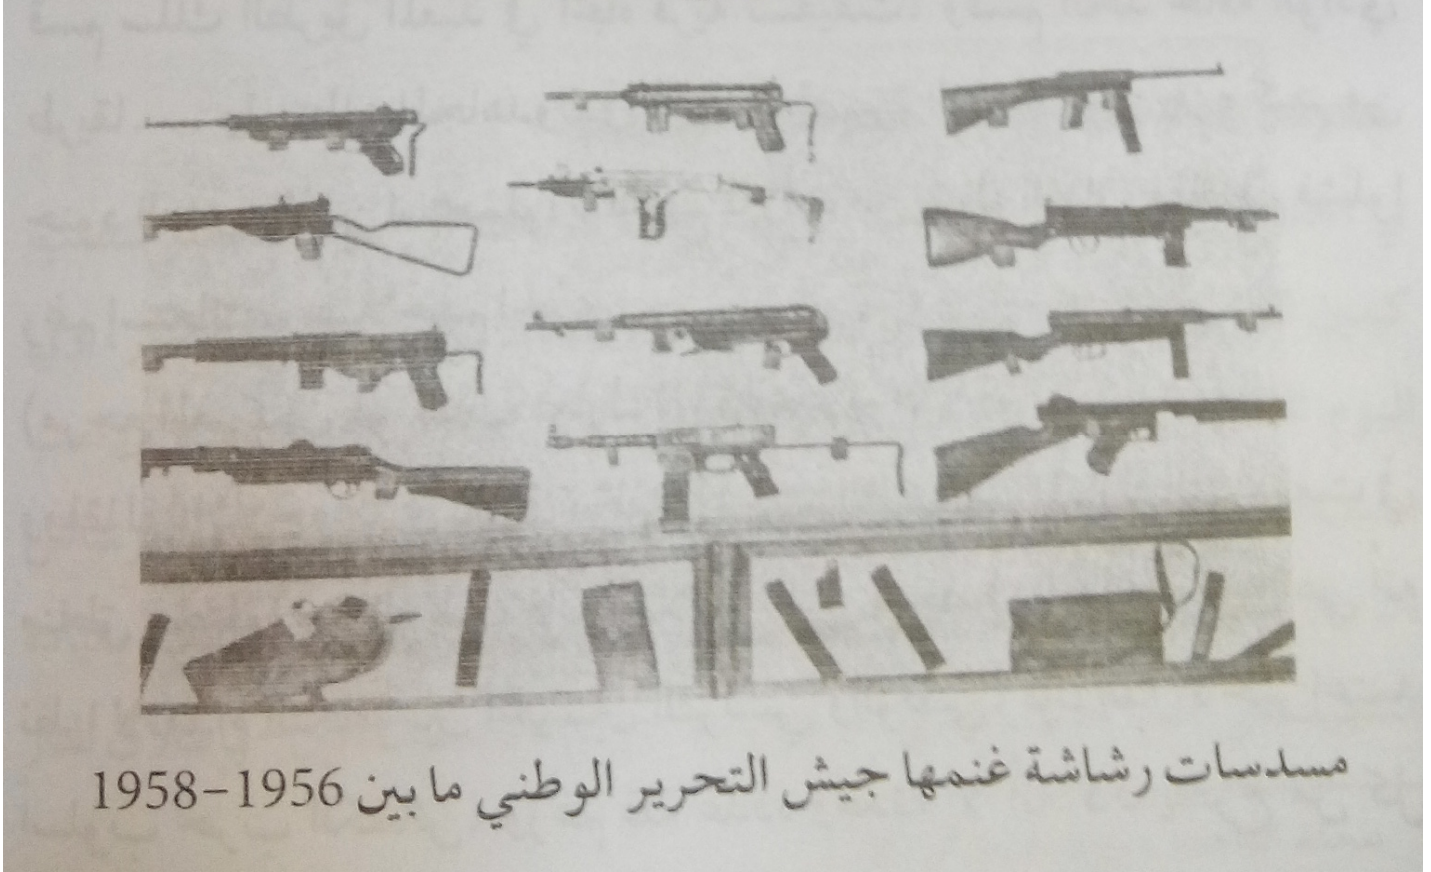 مسدسات رشاشة غنمها جيش التحرير الوطني ما بين 1956-1958